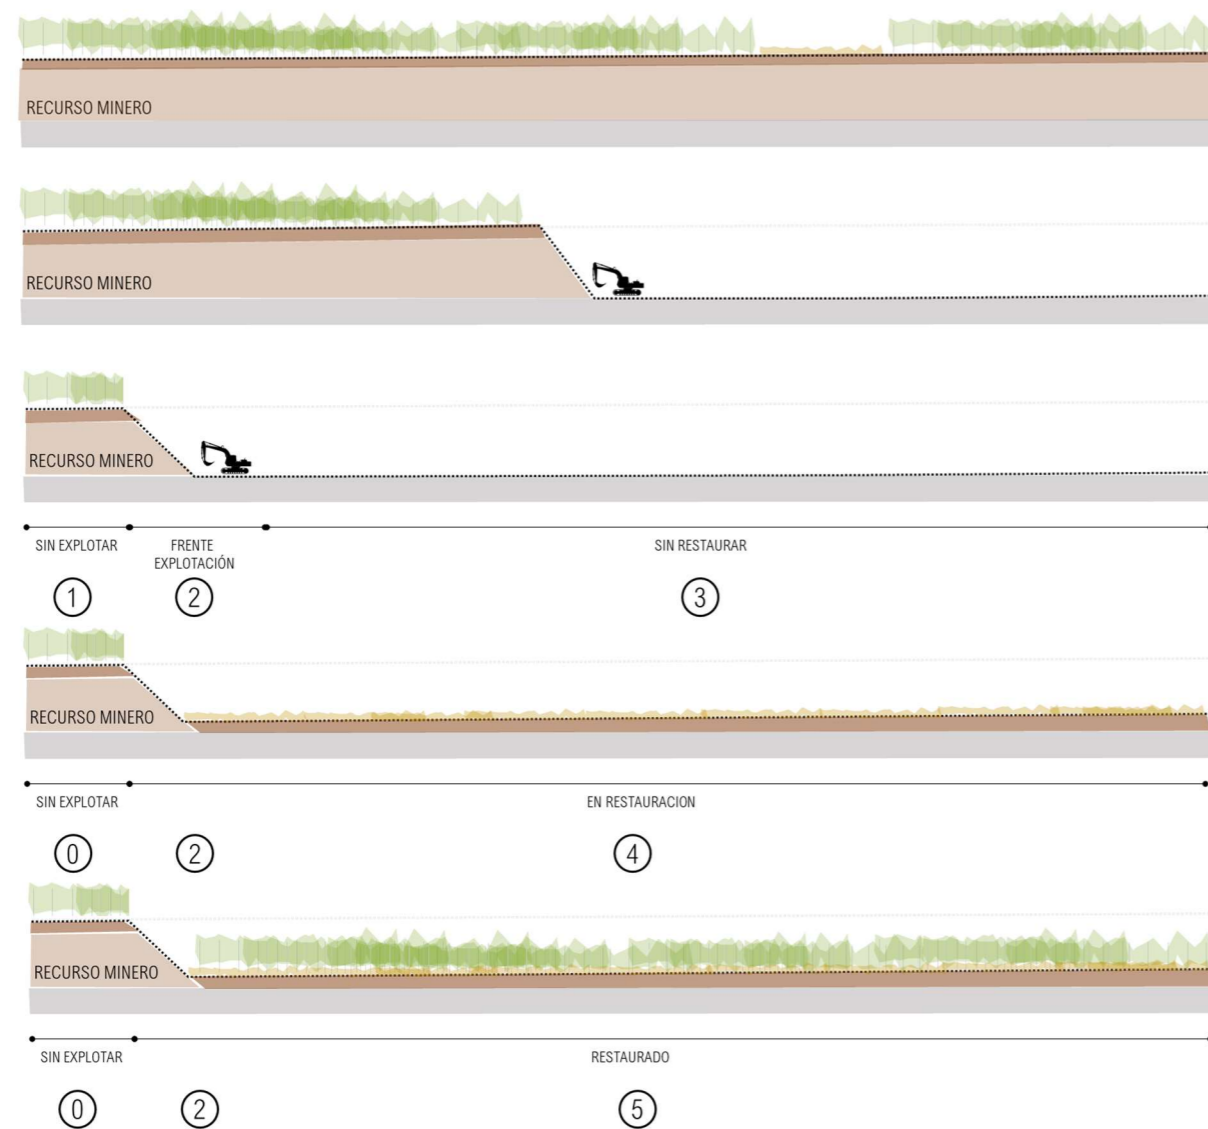 RECURSO MINERO
RECURSO MINERO
RECURSO MINERO
SIN EXPLOTAR
FRENTE
EXPLOTACIÓN
SIN RESTAURAR
1
2
3
RECURSO MINERO
SIN EXPLOTAR
EN RESTAURACION
0
2
4
RECURSO MINERO
SIN EXPLOTAR
RESTAURADO
0
2
5